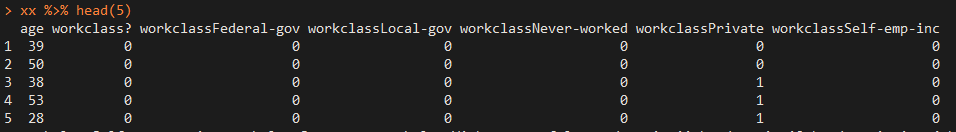 > xx %>% head(5)
age workclass? workclassFederal-gov workclassLocal-gov workclassNever-worked workclassPrivate workclassSelf-emp-inc
1 39 0 0 0 0 0 0
2 50 0 0 0 0 0 0
3 38 0 0 0 0 1 0
4 53 0 0 0 0 1 0
5 28 0 0 0 0 1 0